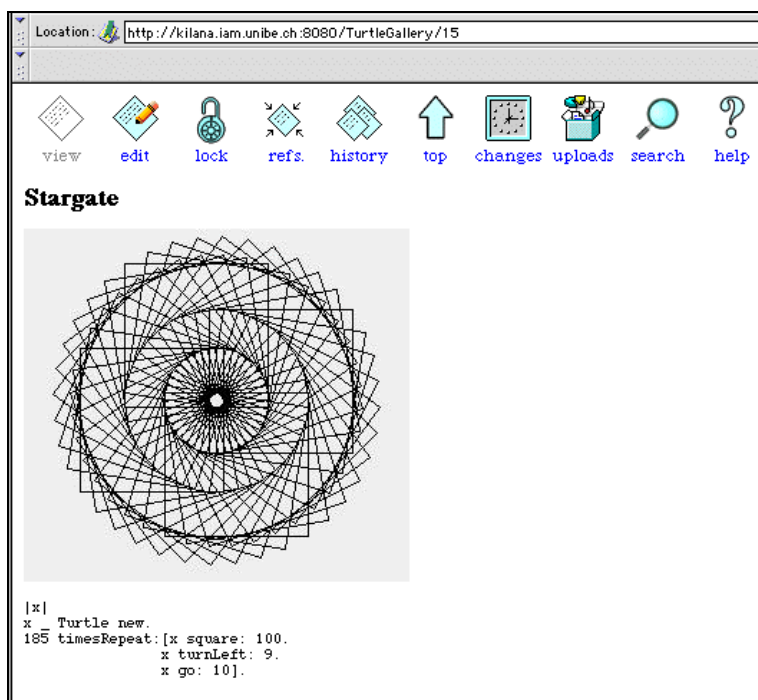 Location: http://kilana.iam.unibe.ch:8080/TurtleGallery/15
view edit lock refs. history top changes uploads search help
Stargate
|x|
x _ Turtle new.
185 timesRepeat:[x square: 100.
x turnLeft: 9.
x go: 10].